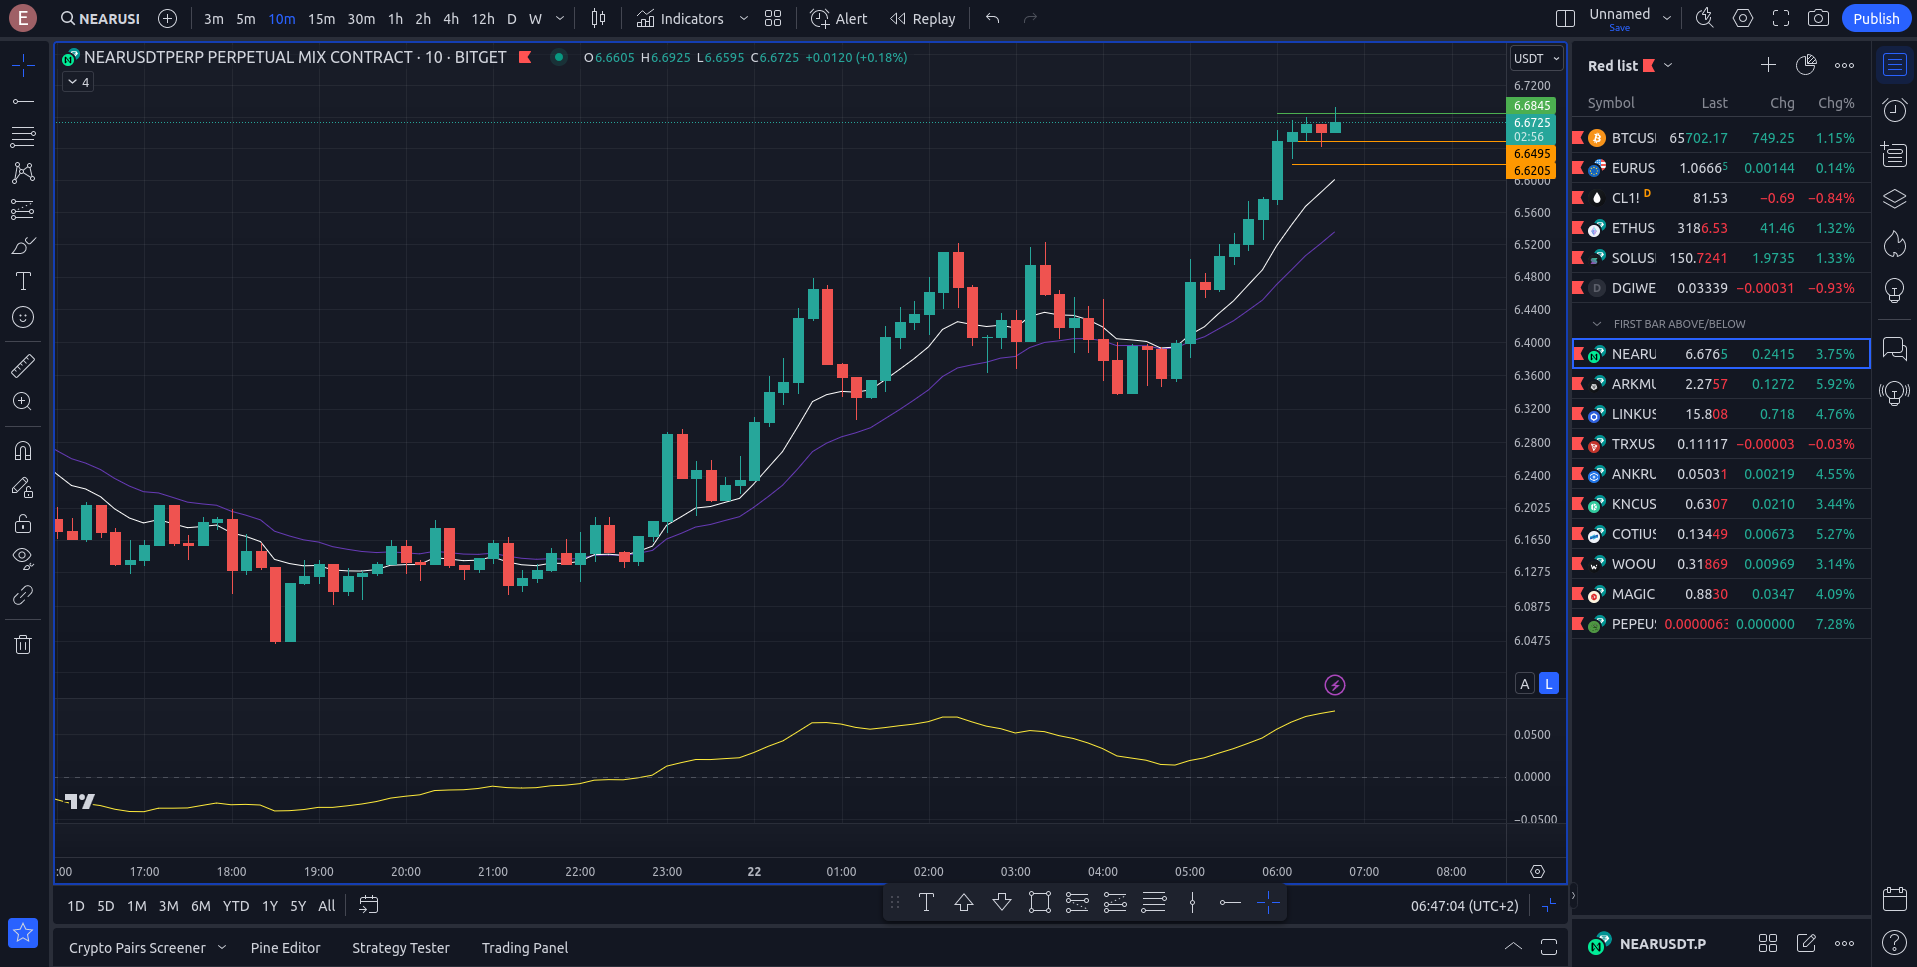 E NEARUSI 3m 5m 10m 15m 30m 1h 2h 4h 12h D W Indicators Alert Replay Unnamed Publish
Save
NEARUSDTPERP PERPETUAL MIX CONTRACT · 10 · BITGET O6.6605 H6.6925 L6.6595 C6.6725 +0.0120 (+0.18%)
4
USDT
6.7200
6.6845
6.6725
02:56
6.6495
6.6205
6.6000
6.5600
6.5200
6.4800
6.4400
6.4000
6.3600
6.3200
6.2800
6.2400
6.2025
6.1650
6.1275
6.0875
6.0475
A L
0.0500
0.0000
−0.0500
:00 17:00 18:00 19:00 20:00 21:00 22:00 23:00 22 01:00 02:00 03:00 04:00 05:00 06:00 07:00 08:00
1D 5D 1M 3M 6M YTD 1Y 5Y All 06:47:04 (UTC+2)
Crypto Pairs Screener Pine Editor Strategy Tester Trading Panel
Red list
Symbol Last Chg Chg%
BTCUSI 65702.17 749.25 1.15%
EURUS 1.06665 0.00144 0.14%
CL1! D 81.53 −0.69 −0.84%
ETHUS 3186.53 41.46 1.32%
SOLUSI 150.7241 1.9735 1.33%
D DGIWE 0.03339 −0.00031 −0.93%
FIRST BAR ABOVE/BELOW
NEARU 6.6765 0.2415 3.75%
ARKMU 2.2757 0.1272 5.92%
LINKUS 15.808 0.718 4.76%
TRXUS 0.11117 −0.00003 −0.03%
ANKRU 0.05031 0.00219 4.55%
KNCUS 0.6307 0.0210 3.44%
COTIUS 0.13449 0.00673 5.27%
WOOU 0.31869 0.00969 3.14%
MAGIC 0.8830 0.0347 4.09%
PEPEUS 0.0000063 0.000000 7.28%
NEARUSDT.P